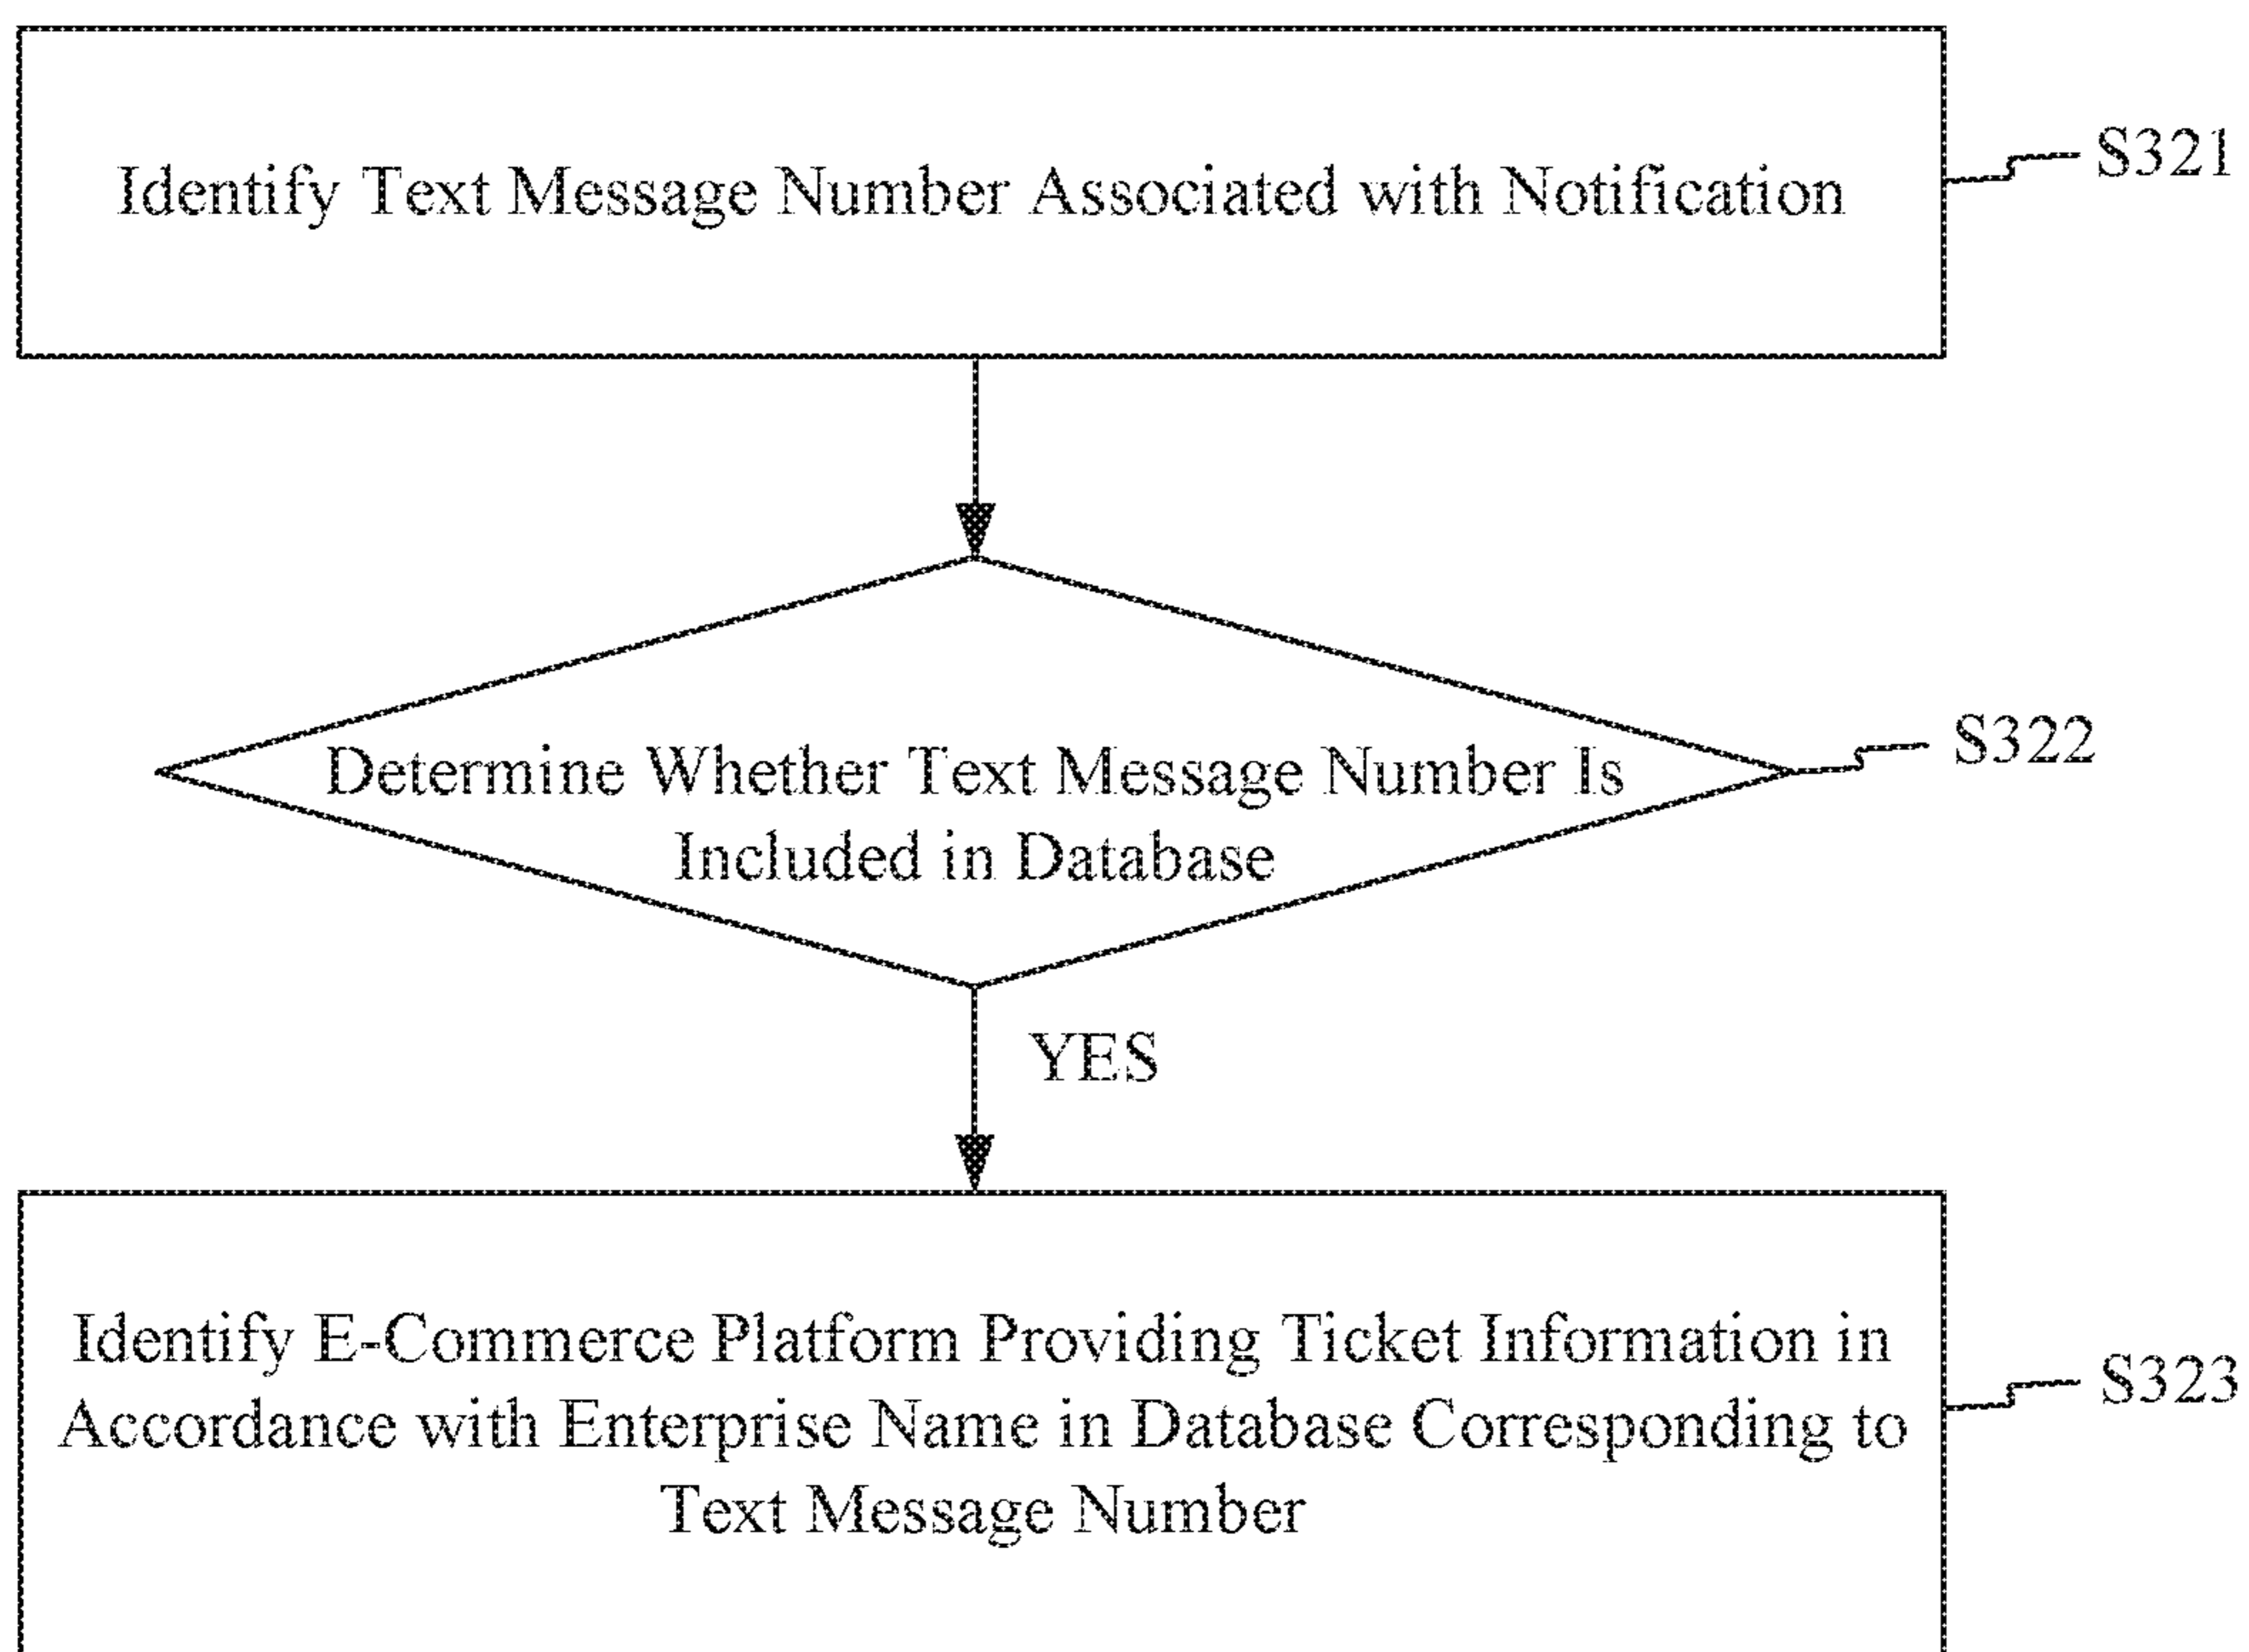 Identify Text Message Number Associated with Notification
S321
Determine Whether Text Message Number Is
Included in Database
S322
YES
Identify E-Commerce Platform Providing Ticket Information in
Accordance with Enterprise Name in Database Corresponding to
Text Message Number
S323